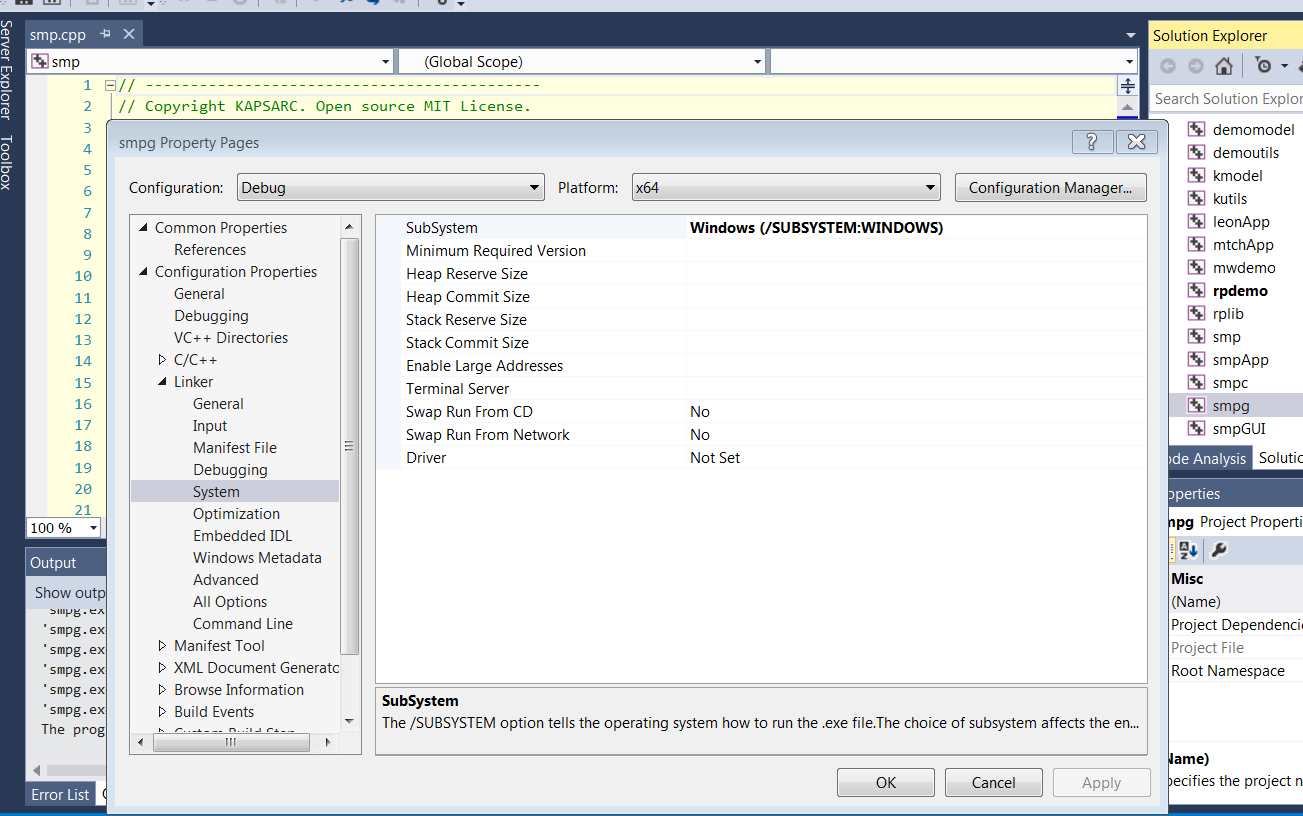 Server Explorer
Toolbox
smp.cpp
smp
(Global Scope)
1
// -------------------------------------------
2
// Copyright KAPSARC. Open source MIT License.
3
4
5
6
7
8
9
10
11
12
13
14
15
16
17
18
19
20
21
100 %
Output
Show outp
'smpg.ex
'smpg.ex
'smpg.ex
'smpg.ex
'smpg.ex
'smpg.ex
The prog
Error List
smpg Property Pages
Configuration:
Debug
Platform:
x64
Configuration Manager...
Common Properties
References
Configuration Properties
General
Debugging
VC++ Directories
C/C++
Linker
General
Input
Manifest File
Debugging
System
Optimization
Embedded IDL
Windows Metadata
Advanced
All Options
Command Line
Manifest Tool
XML Document Generato
Browse Information
Build Events
Custom Build Step
SubSystem Windows (/SUBSYSTEM:WINDOWS)
Minimum Required Version
Heap Reserve Size
Heap Commit Size
Stack Reserve Size
Stack Commit Size
Enable Large Addresses
Terminal Server
Swap Run From CD No
Swap Run From Network No
Driver Not Set
SubSystem
The /SUBSYSTEM option tells the operating system how to run the .exe file.The choice of subsystem affects the en...
OK
Cancel
Apply
Solution Explorer
Search Solution Explor
demomodel
demoutils
kmodel
kutils
leonApp
mtchApp
mwdemo
rpdemo
rplib
smp
smpApp
smpc
smpg
smpGUI
ode Analysis
Solutio
operties
mpg Project Properti
Misc
(Name)
Project Dependencie
Project File
Root Namespace
Name)
pecifies the project n